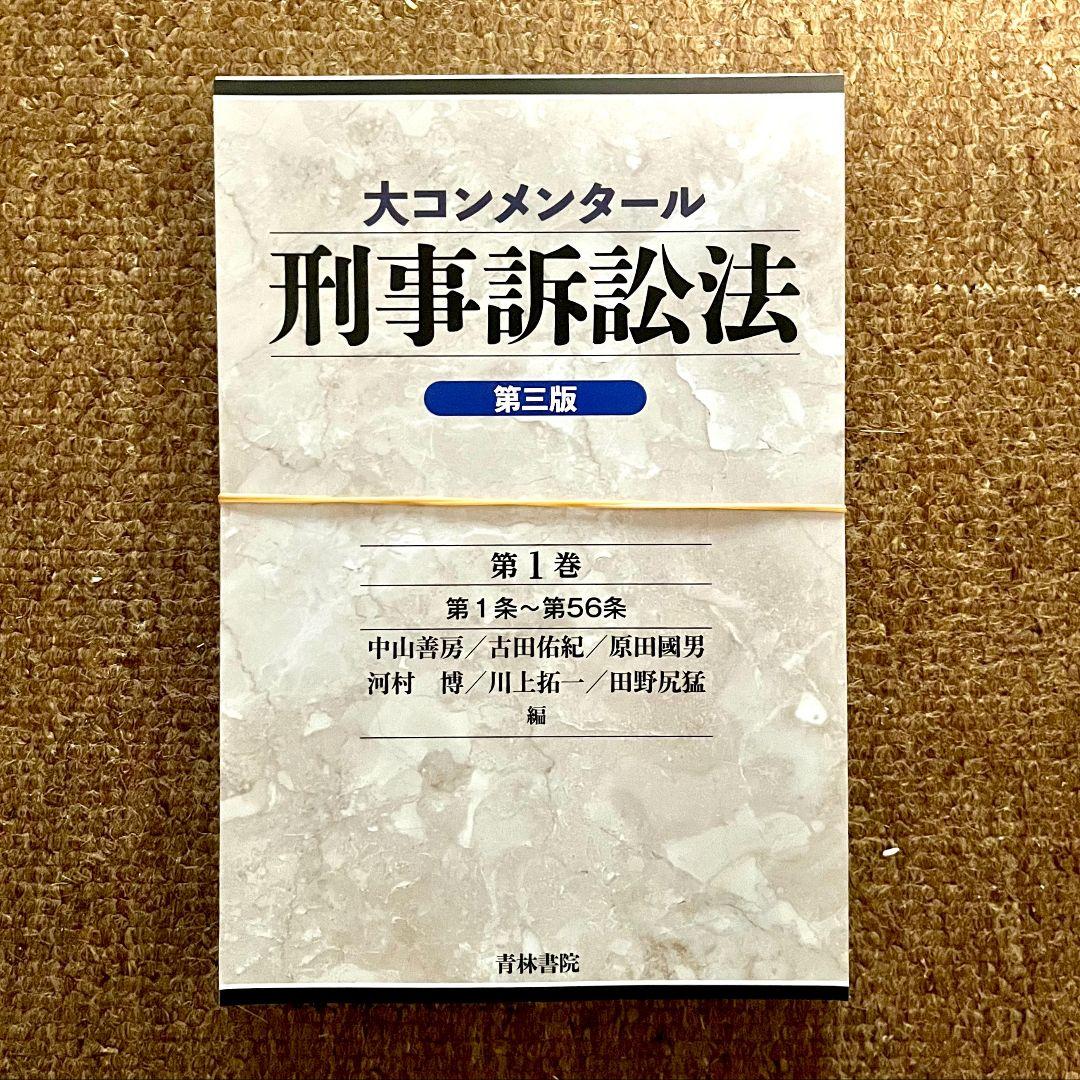 大コンメンタール
刑事訴訟法
第三版
第1巻
第1条～第56条
中山善房／古田佑紀／原田國男
河村　博／川上拓一／田野尻猛
編
青林書院